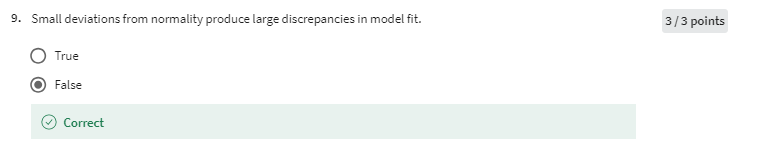 9. Small deviations from normality produce large discrepancies in model fit.
3 / 3 points
True
False
Correct